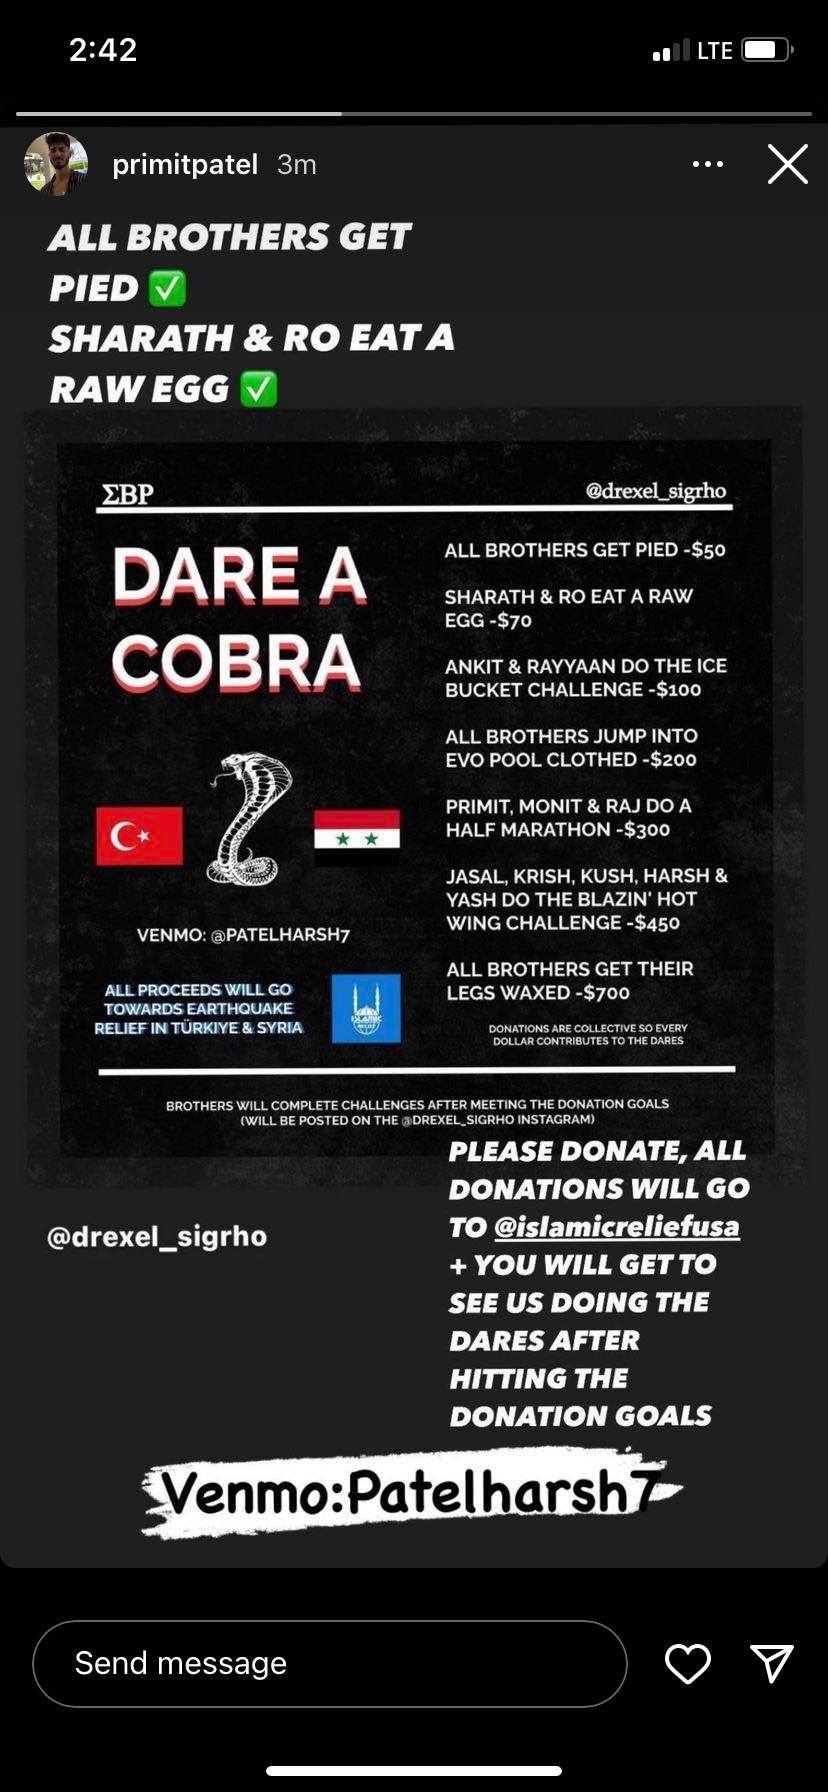 2:42
LTE
primitpatel 3m
ALL BROTHERS GET
PIED ✅
SHARATH & RO EAT A
RAW EGG ✅
ΣΒΡ
@drexel_sigrho
DARE A
COBRA
VENMO: @PATELHARSH7
ALL PROCEEDS WILL GO
TOWARDS EARTHQUAKE
RELIEF IN TÜRKIYE & SYRIA
ISLAMIC
RELIEF
ALL BROTHERS GET PIED -$50
SHARATH & RO EAT A RAW
EGG -$70
ANKIT & RAYYAAN DO THE ICE
BUCKET CHALLENGE -$100
ALL BROTHERS JUMP INTO
EVO POOL CLOTHED -$200
PRIMIT, MONIT & RAJ DO A
HALF MARATHON -$300
JASAL, KRISH, KUSH, HARSH &
YASH DO THE BLAZIN' HOT
WING CHALLENGE -$450
ALL BROTHERS GET THEIR
LEGS WAXED -$700
DONATIONS ARE COLLECTIVE SO EVERY
DOLLAR CONTRIBUTES TO THE DARES
BROTHERS WILL COMPLETE CHALLENGES AFTER MEETING THE DONATION GOALS
(WILL BE POSTED ON THE @DREXEL_SIGRHO INSTAGRAM)
@drexel_sigrho
PLEASE DONATE, ALL
DONATIONS WILL GO
TO @islamicreliefusa
+ YOU WILL GET TO
SEE US DOING THE
DARES AFTER
HITTING THE
DONATION GOALS
Venmo:Patelharsh7
Send message